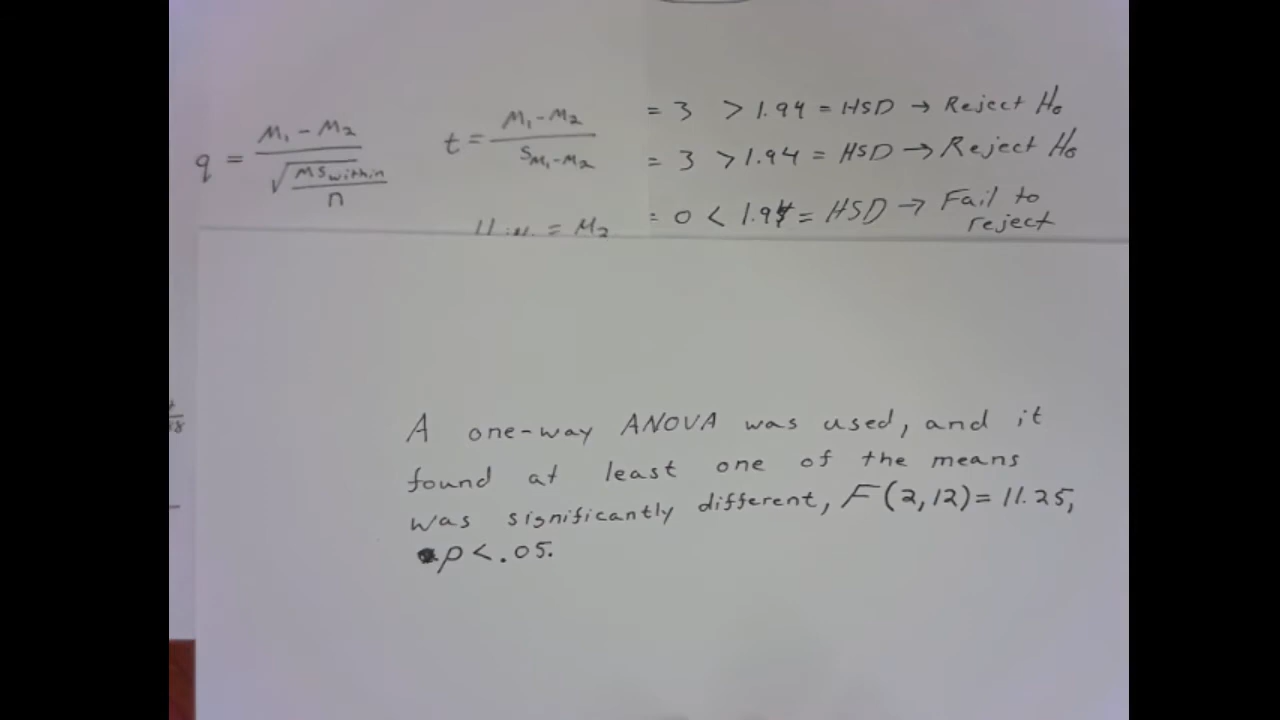 q = M₁ - M₂ / √MSwithin / n
t = M₁ - M₂ / S M₁ - M₂
= 3 > 1.94 = HSD → Reject H₀
= 3 > 1.94 = HSD → Reject H₀
= 0 < 1.94 = HSD → Fail to
reject
= M₂
A one-way ANOVA was used, and it
found at least one of the means
was significantly different, F(2,12) = 11.25,
p < .05.